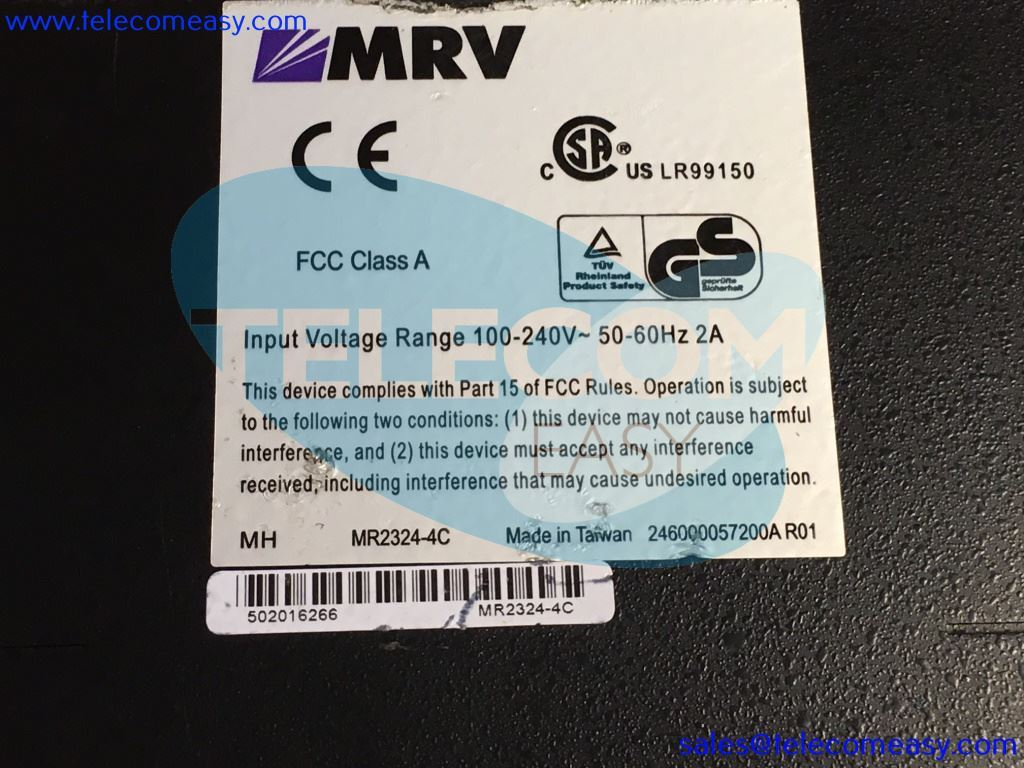 www.telecomeasy.com
MRV
CE
CSA ®
C US LR99150
FCC Class A
TÜV
Rheinland
Product Safety
GS
geprüfte
Sicherheit
TELECOM
EASY
Input Voltage Range 100-240V~ 50-60Hz 2A
This device complies with Part 15 of FCC Rules. Operation is subject
to the following two conditions: (1) this device may not cause harmful
interference, and (2) this device must accept any interference
received, including interference that may cause undesired operation.
MH MR2324-4C Made in Taiwan 246000057200A R01
502016266 MR2324-4C
sales@telecomeasy.com